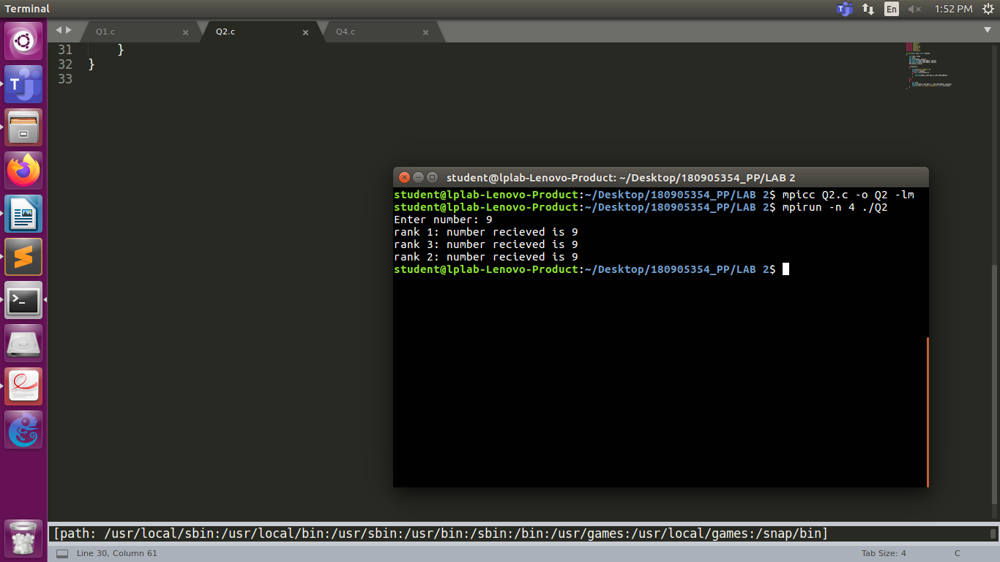 Terminal
En
1:52 PM
Q1.c
Q2.c
Q4.c
31 }
32 }
33
student@lplab-Lenovo-Product: ~/Desktop/180905354_PP/LAB 2
student@lplab-Lenovo-Product:~/Desktop/180905354_PP/LAB 2$ mpicc Q2.c -o Q2 -lm
student@lplab-Lenovo-Product:~/Desktop/180905354_PP/LAB 2$ mpirun -n 4 ./Q2
Enter number: 9
rank 1: number recieved is 9
rank 3: number recieved is 9
rank 2: number recieved is 9
student@lplab-Lenovo-Product:~/Desktop/180905354_PP/LAB 2$
[path: /usr/local/sbin:/usr/local/bin:/usr/sbin:/usr/bin:/sbin:/bin:/usr/games:/usr/local/games:/snap/bin]
Line 30, Column 61
Tab Size: 4
C